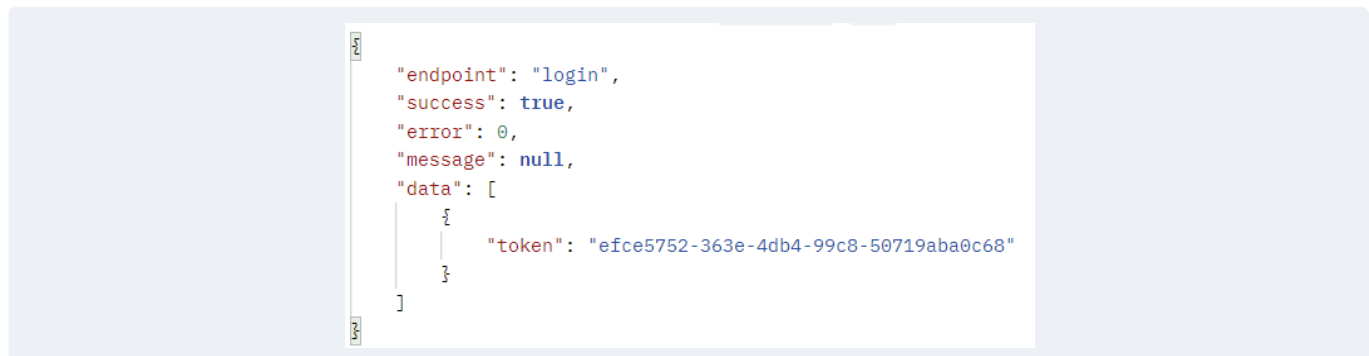 {
"endpoint": "login",
"success": true,
"error": 0,
"message": null,
"data": [
{
"token": "efce5752-363e-4db4-99c8-50719aba0c68"
}
]
}